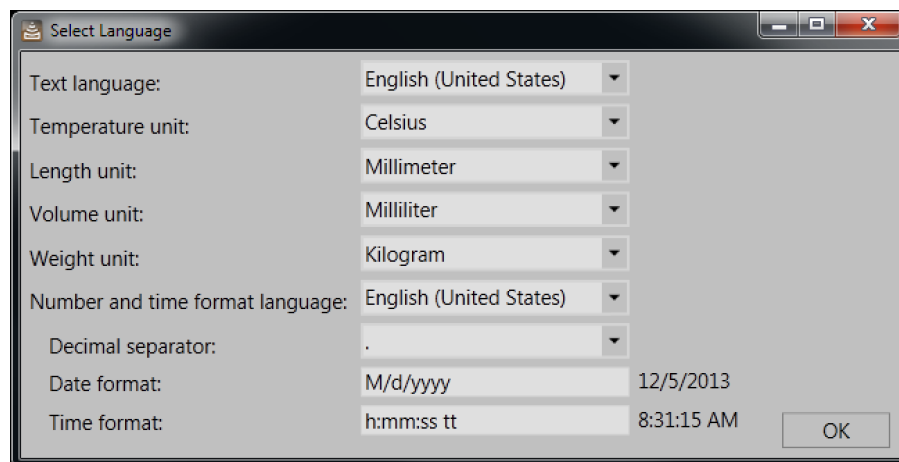 Select Language
Text language: English (United States)
Temperature unit: Celsius
Length unit: Millimeter
Volume unit: Milliliter
Weight unit: Kilogram
Number and time format language: English (United States)
Decimal separator: .
Date format: M/d/yyyy 12/5/2013
Time format: h:mm:ss tt 8:31:15 AM
OK